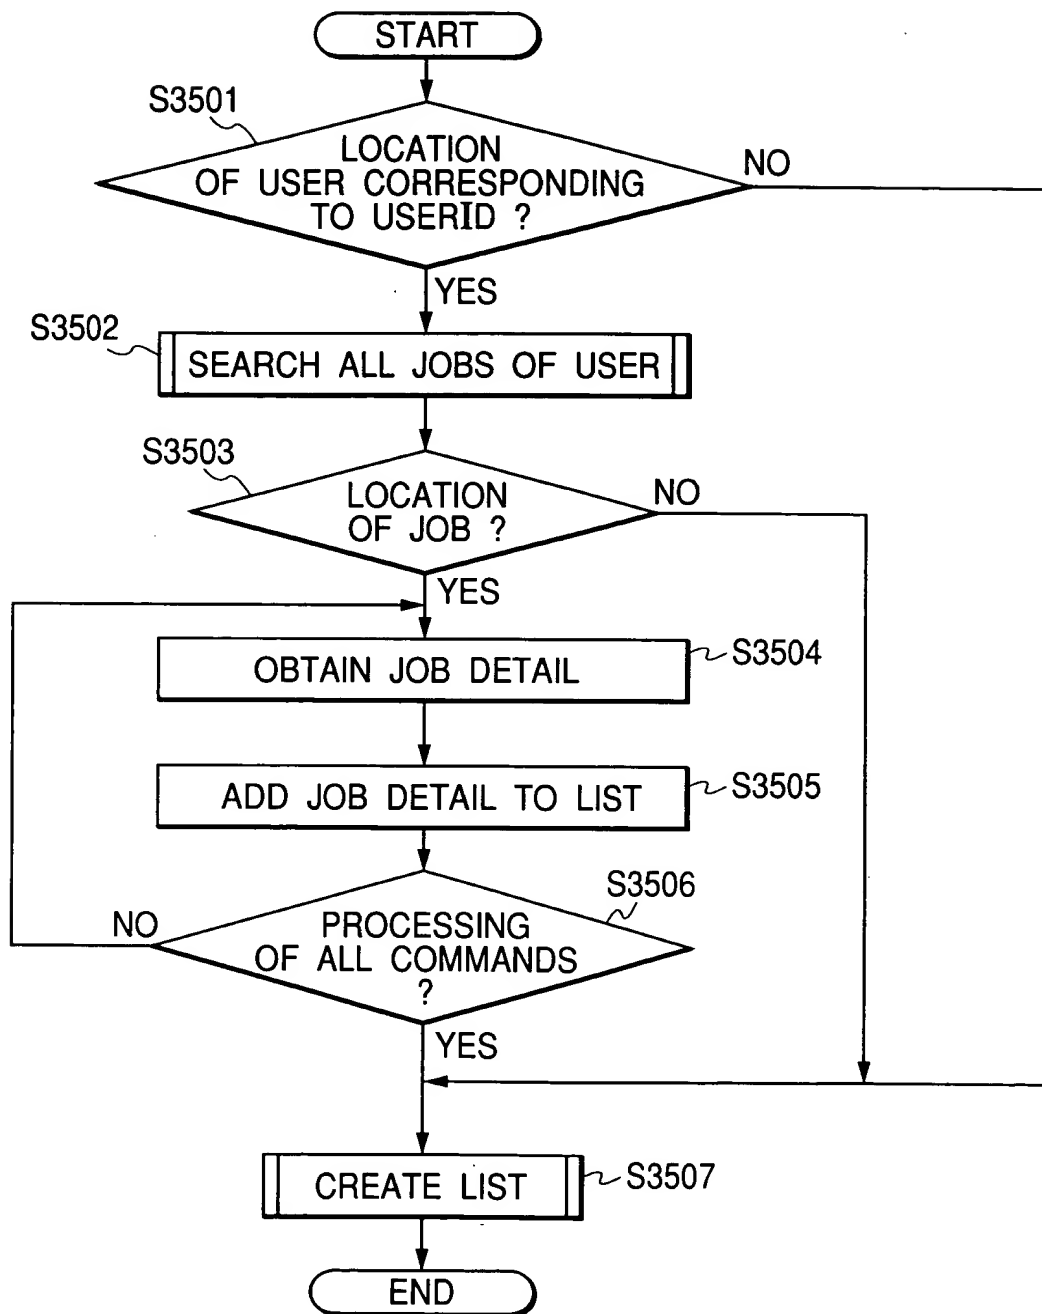 START
S3501
LOCATION
OF USER CORRESPONDING
TO USERID ?
NO
YES
S3502
SEARCH ALL JOBS OF USER
S3503
LOCATION
OF JOB ?
NO
YES
OBTAIN JOB DETAIL
S3504
ADD JOB DETAIL TO LIST
S3505
S3506
NO
PROCESSING
OF ALL COMMANDS
?
YES
CREATE LIST
S3507
END